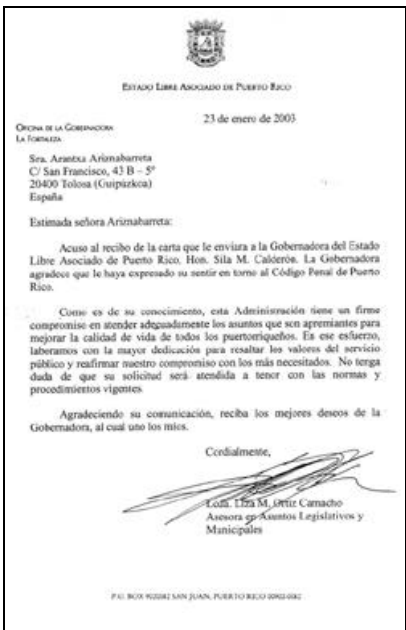 ESTADO LIBRE ASOCIADO DE PUERTO RICO
OFICINA DE LA GOBERNADORA
LA FORTALEZA
23 de enero de 2003
Sra. Arantxa Ariznabarreta
C/ San Francisco, 43 B – 5º
20400 Tolosa (Guipúzkoa)
España
Estimada señora Ariznabarreta:
Acuso al recibo de la carta que le enviara a la Gobernadora del Estado
Libre Asociado de Puerto Rico, Hon. Sila M. Calderón. La Gobernadora
agradece que le haya expresado su sentir en torno al Código Penal de Puerto
Rico.
Como es de su conocimiento, esta Administración tiene un firme
compromiso en atender adecuadamente los asuntos que son apremiantes para
mejorar la calidad de vida de todos los puertorriqueños. Es ese esfuerzo,
laboramos con la mayor dedicación para resaltar los valores del servicio
público y reafirmar nuestro compromiso con los más necesitados. No tenga
duda de que su solicitud será atendida a tenor con las normas y
procedimientos vigentes.
Agradeciendo su comunicación, reciba los mejores deseos de la
Gobernadora, al cual uno los míos.
Cordialmente,
Lcda. Liza M. Ortiz Camacho
Asesora en Asuntos Legislativos y
Municipales
P.O. BOX SAN JUAN, PUERTO RICO